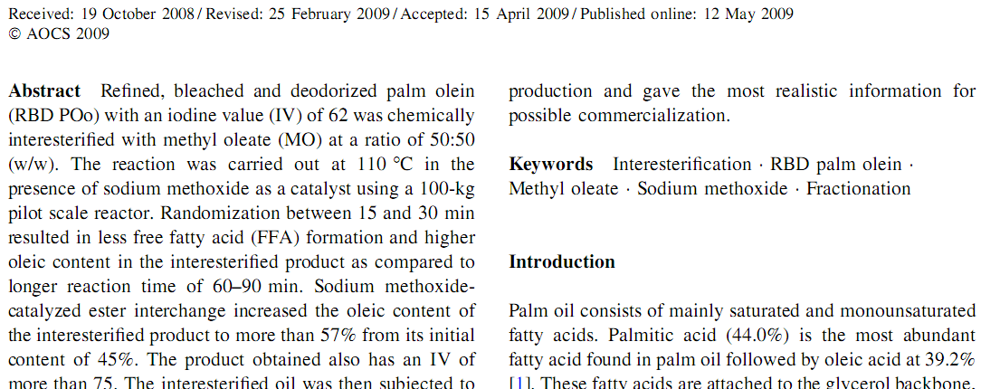 Received: 19 October 2008 / Revised: 25 February 2009 / Accepted: 15 April 2009 / Published online: 12 May 2009
© AOCS 2009
Abstract Refined, bleached and deodorized palm olein
(RBD POo) with an iodine value (IV) of 62 was chemically
interesterified with methyl oleate (MO) at a ratio of 50:50
(w/w). The reaction was carried out at 110 °C in the
presence of sodium methoxide as a catalyst using a 100-kg
pilot scale reactor. Randomization between 15 and 30 min
resulted in less free fatty acid (FFA) formation and higher
oleic content in the interesterified product as compared to
longer reaction time of 60–90 min. Sodium methoxide-
catalyzed ester interchange increased the oleic content of
the interesterified product to more than 57% from its initial
content of 45%. The product obtained also has an IV of
more than 75. The interesterified oil was then subjected to
production and gave the most realistic information for
possible commercialization.
Keywords Interesterification · RBD palm olein ·
Methyl oleate · Sodium methoxide · Fractionation
Introduction
Palm oil consists of mainly saturated and monounsaturated
fatty acids. Palmitic acid (44.0%) is the most abundant
fatty acid found in palm oil followed by oleic acid at 39.2%
[1]. These fatty acids are attached to the glycerol backbone,